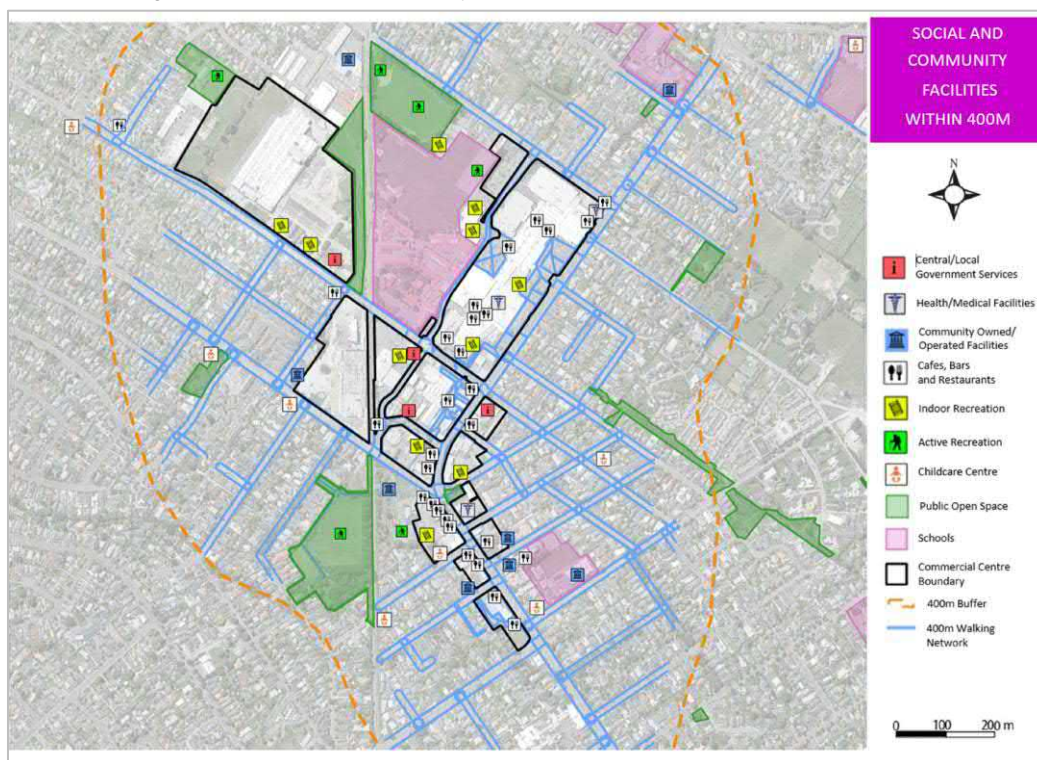 SOCIAL AND
COMMUNITY
FACILITIES
WITHIN 400M
N
Central/Local
Government Services
Health/Medical Facilities
Community Owned/
Operated Facilities
Cafes, Bars
and Restaurants
Indoor Recreation
Active Recreation
Childcare Centre
Public Open Space
Schools
Commercial Centre
Boundary
400m Buffer
400m Walking
Network
0 100 200 m